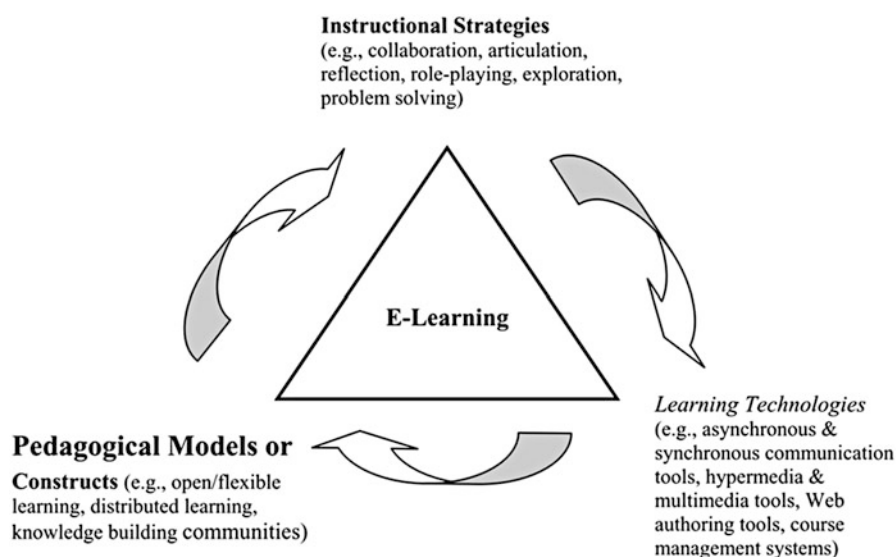 Instructional Strategies
(e.g., collaboration, articulation,
reflection, role-playing, exploration,
problem solving)
E-Learning
Pedagogical Models or
Constructs (e.g., open/flexible
learning, distributed learning,
knowledge building communities)
Learning Technologies
(e.g., asynchronous &
synchronous communication
tools, hypermedia &
multimedia tools, Web
authoring tools, course
management systems)